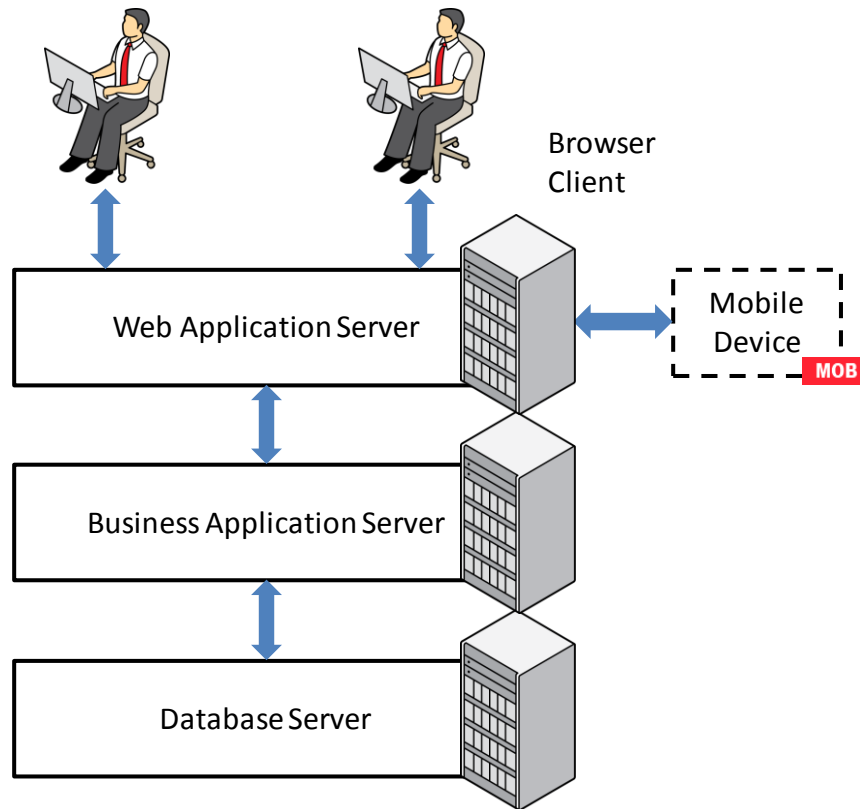 Browser
Client
Web Application Server
Mobile
Device
MOB
Business Application Server
Database Server